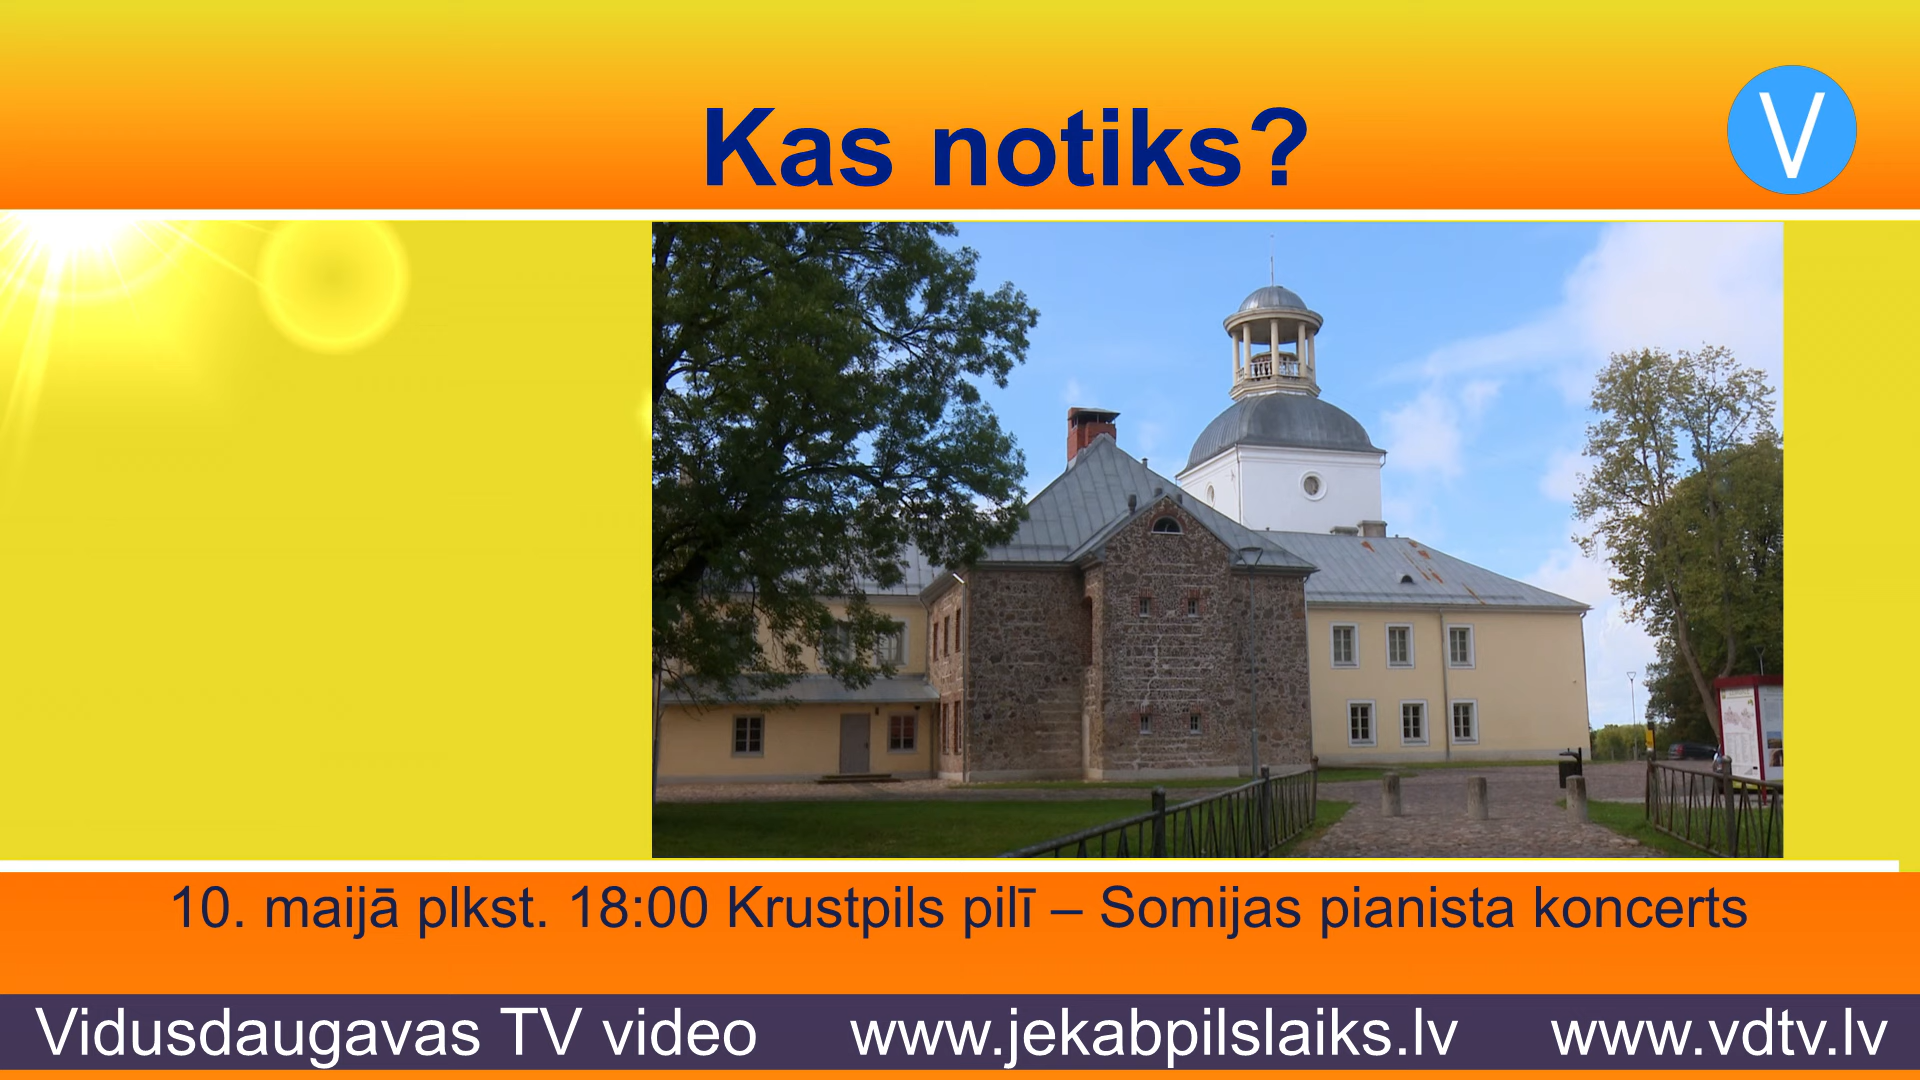 Kas notiks?
V
10. maijā plkst. 18:00 Krustpils pilī – Somijas pianista koncerts
Vidusdaugavas TV video www.jekabpilslaiks.lv www.vdtv.lv